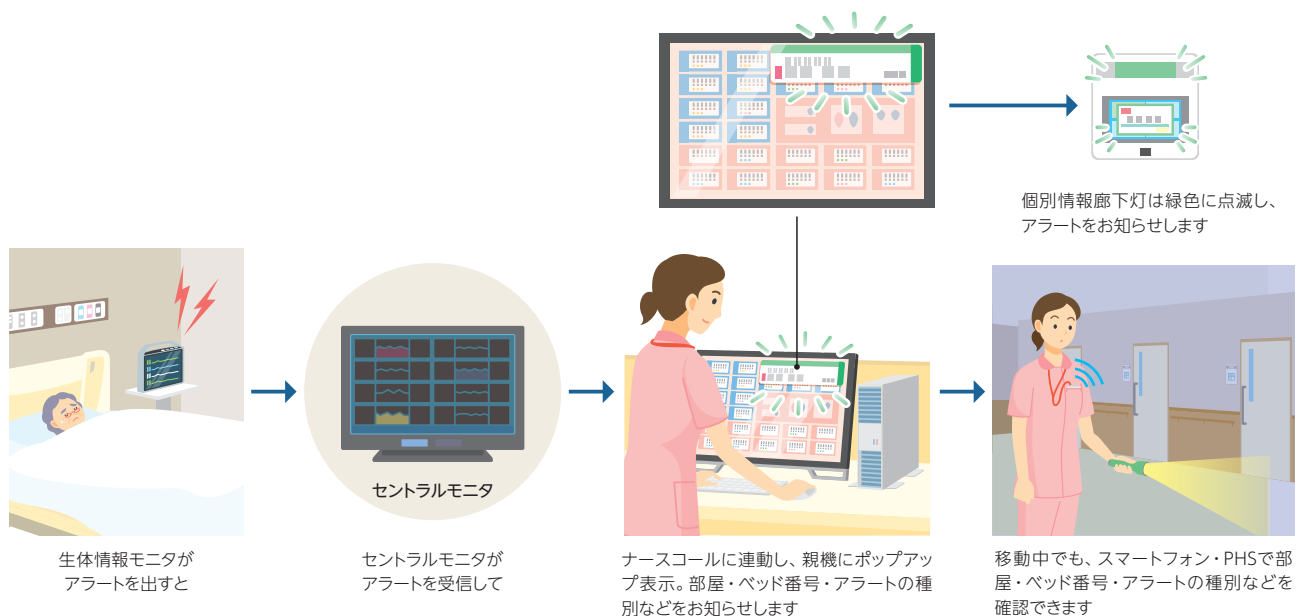 個別情報廊下灯は緑色に点滅し、
アラートをお知らせします
セントラルモニタ
生体情報モニタが
アラートを出すと
セントラルモニタが
アラートを受信して
ナースコールに連動し、親機にポップアッ
プ表示。部屋・ベッド番号・アラートの種
別などをお知らせします
移動中でも、スマートフォン・PHSで部
屋・ベッド番号・アラートの種別などを
確認できます